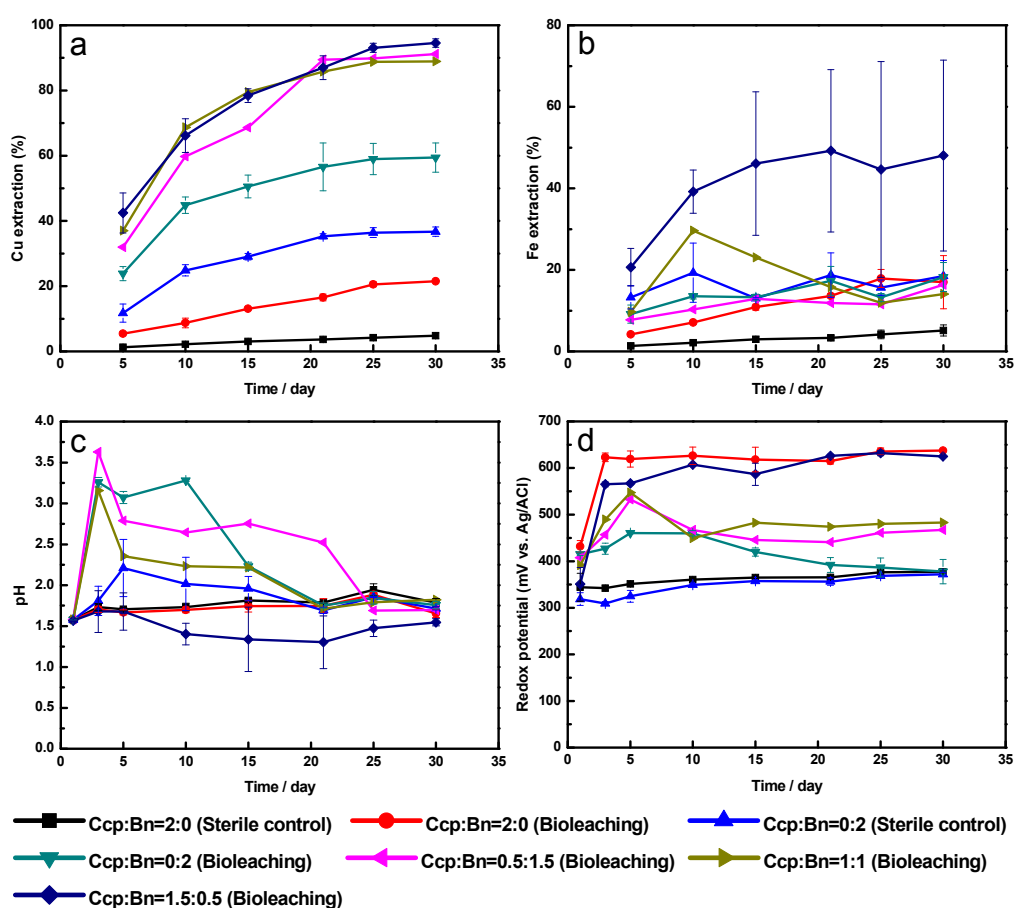 a
b
Cu extraction (%)
100
80
60
40
20
0
0 5 10 15 20 25 30 35
Time / day
Fe extraction (%)
80
60
40
20
0
0 5 10 15 20 25 30 35
Time / day
c
d
pH
4.0
3.5
3.0
2.5
2.0
1.5
1.0
0.5
0.0
0 5 10 15 20 25 30 35
Time / day
Redox potential (mV vs. Ag/ACl)
700
600
500
400
300
200
100
0
0 5 10 15 20 25 30 35
Time / day
Ccp:Bn=2:0 (Sterile control)
Ccp:Bn=2:0 (Bioleaching)
Ccp:Bn=0:2 (Sterile control)
Ccp:Bn=0:2 (Bioleaching)
Ccp:Bn=0.5:1.5 (Bioleaching)
Ccp:Bn=1:1 (Bioleaching)
Ccp:Bn=1.5:0.5 (Bioleaching)